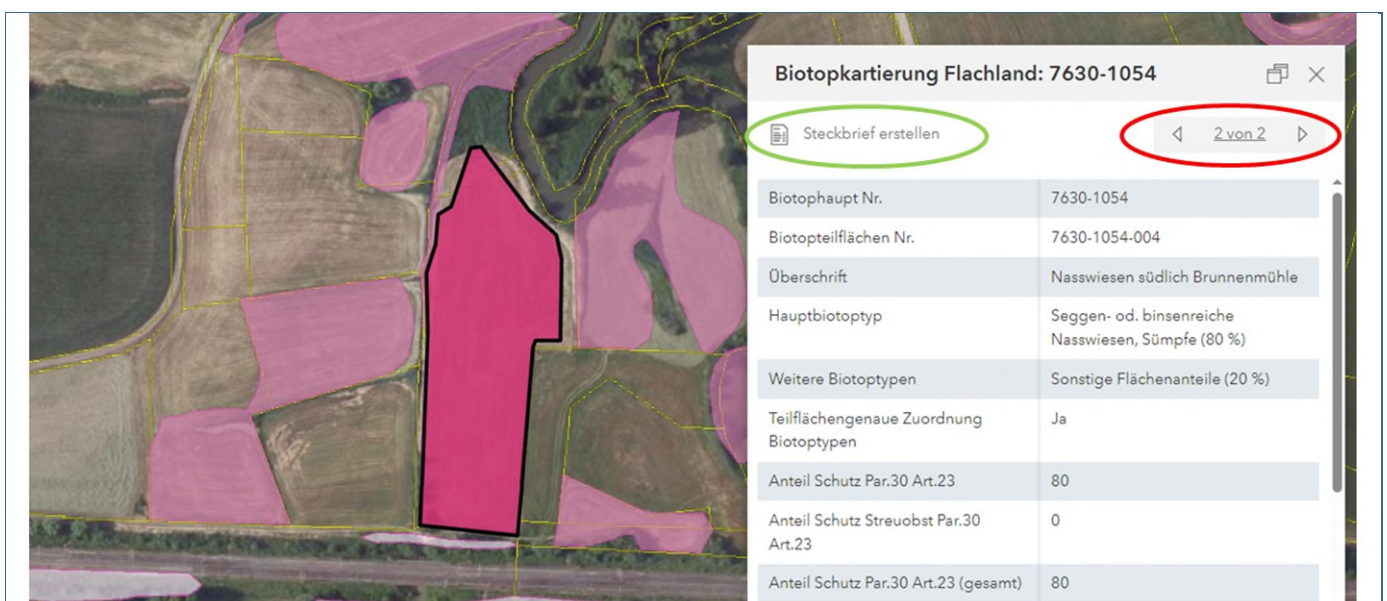 Biotopkartierung Flachland: 7630-1054
Steckbrief erstellen
2 von 2
Biotophaupt Nr. 7630-1054
Biotopteilflächen Nr. 7630-1054-004
Überschrift Nasswiesen südlich Brunnenmühle
Hauptbiotoptyp Seggen- od. binsenreiche
Nasswiesen, Sümpfe (80 %)
Weitere Biotoptypen Sonstige Flächenanteile (20 %)
Teilflächengenaue Zuordnung Ja
Biotoptypen
Anteil Schutz Par.30 Art.23 80
Anteil Schutz Streuobst Par.30 0
Art.23
Anteil Schutz Par.30 Art.23 (gesamt) 80